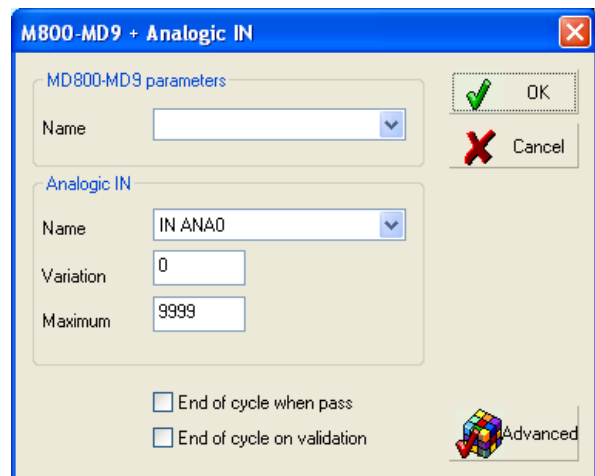 M800-MD9 + Analogic IN
MD800-MD9 parameters
Name
OK
Cancel
Analogic IN
Name IN ANA0
Variation 0
Maximum 9999
End of cycle when pass
End of cycle on validation
Advanced